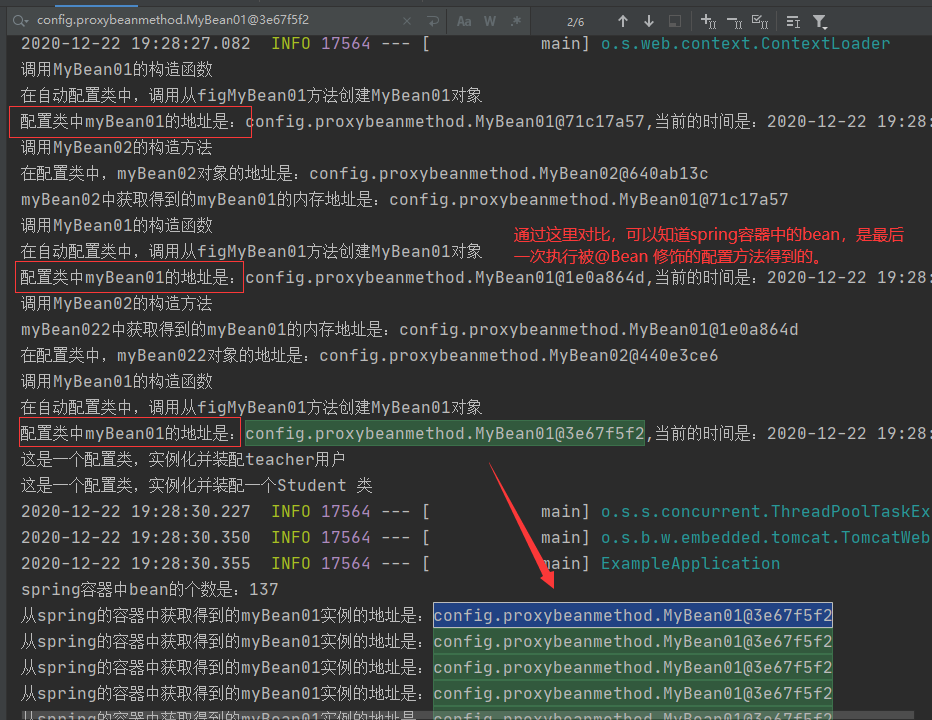 config.proxybeanmethod.MyBean01@3e67f5f2
Aa W .*
2/6
2020-12-22 19:28:27.082  INFO 17564 --- [           main] o.s.web.context.ContextLoader
调用MyBean01的构造函数
在自动配置类中，调用从figMyBean01方法创建MyBean01对象
配置类中myBean01的地址是：config.proxybeanmethod.MyBean01@71c17a57,当前的时间是：2020-12-22 19:28:
调用MyBean02的构造方法
在配置类中，myBean02对象的地址是：config.proxybeanmethod.MyBean02@640ab13c
myBean02中获取得到的myBean01的内存地址是：config.proxybeanmethod.MyBean01@71c17a57
调用MyBean01的构造函数
在自动配置类中，调用从figMyBean01方法创建MyBean01对象
通过这里对比，可以知道spring容器中的bean，是最后
一次执行被@Bean 修饰的配置方法得到的。
配置类中myBean01的地址是：config.proxybeanmethod.MyBean01@1e0a864d,当前的时间是：2020-12-22 19:28:
调用MyBean02的构造方法
myBean022中获取得到的myBean01的内存地址是：config.proxybeanmethod.MyBean01@1e0a864d
在配置类中，myBean022对象的地址是：config.proxybeanmethod.MyBean02@440e3ce6
调用MyBean01的构造函数
在自动配置类中，调用从figMyBean01方法创建MyBean01对象
配置类中myBean01的地址是：config.proxybeanmethod.MyBean01@3e67f5f2,当前的时间是：2020-12-22 19:28:
这是一个配置类，实例化并装配teacher用户
这是一个配置类，实例化并装配一个Student 类
2020-12-22 19:28:30.227  INFO 17564 --- [           main] o.s.s.concurrent.ThreadPoolTaskEx
2020-12-22 19:28:30.350  INFO 17564 --- [           main] o.s.b.w.embedded.tomcat.TomcatWeb
2020-12-22 19:28:30.355  INFO 17564 --- [           main] ExampleApplication
spring容器中bean的个数是：137
从spring的容器中获取得到的myBean01实例的地址是：config.proxybeanmethod.MyBean01@3e67f5f2
从spring的容器中获取得到的myBean01实例的地址是：config.proxybeanmethod.MyBean01@3e67f5f2
从spring的容器中获取得到的myBean01实例的地址是：config.proxybeanmethod.MyBean01@3e67f5f2
从spring的容器中获取得到的myBean01实例的地址是：config.proxybeanmethod.MyBean01@3e67f5f2
从spring的容器中获取得到的myBean01实例的地址是：config.proxybeanmethod.MyBean01@3e67f5f2